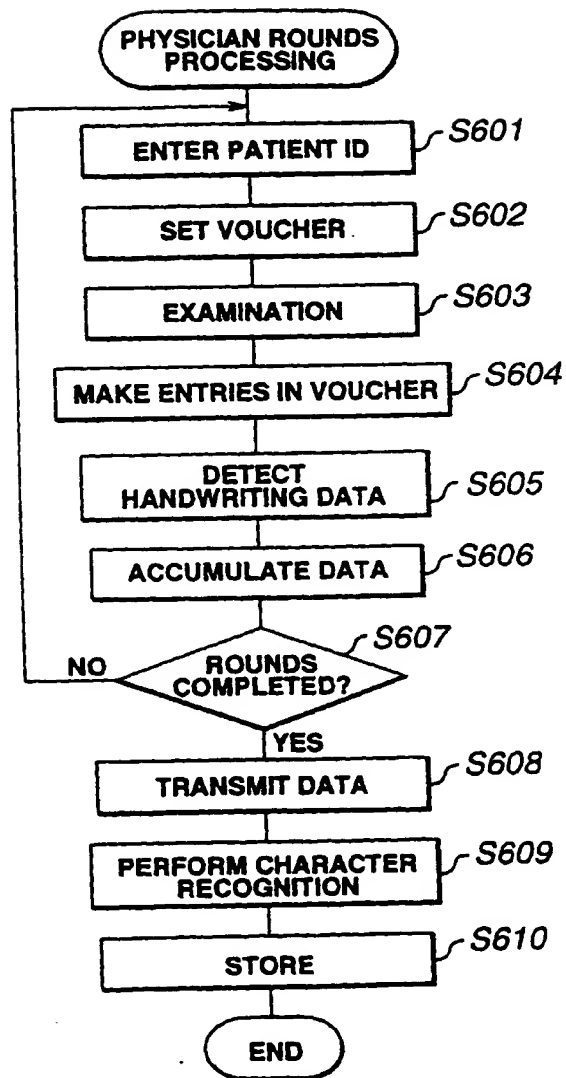 PHYSICIAN ROUNDS
PROCESSING
ENTER PATIENT ID
S601
SET VOUCHER
S602
EXAMINATION
S603
MAKE ENTRIES IN VOUCHER
S604
DETECT
HANDWRITING DATA
S605
ACCUMULATE DATA
S606
S607
NO
ROUNDS
COMPLETED?
YES
TRANSMIT DATA
S608
PERFORM CHARACTER
RECOGNITION
S609
STORE
S610
END